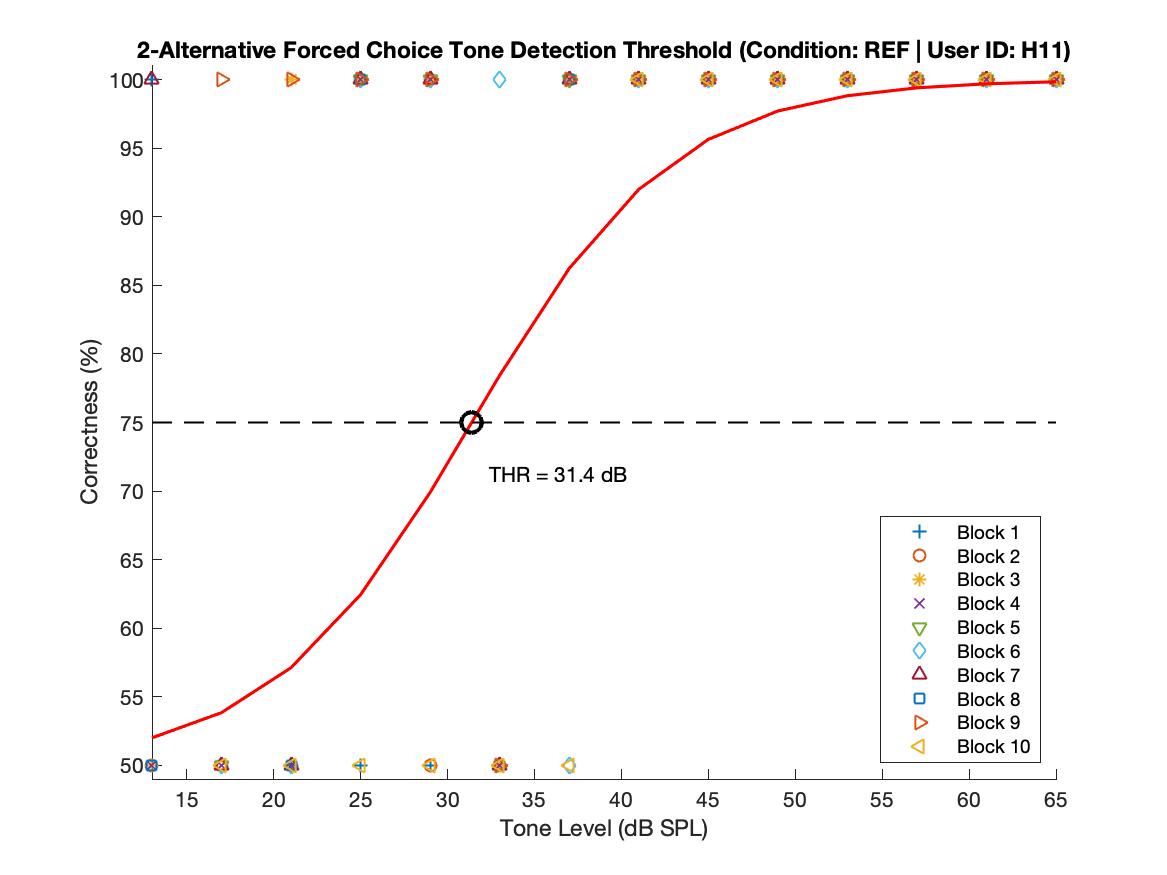 2-Alternative Forced Choice Tone Detection Threshold (Condition: REF | User ID: H11)
100
95
90
85
80
75
70
65
60
55
50
Correctness (%)
THR = 31.4 dB
Block 1
Block 2
Block 3
Block 4
Block 5
Block 6
Block 7
Block 8
Block 9
Block 10
15 20 25 30 35 40 45 50 55 60 65
Tone Level (dB SPL)